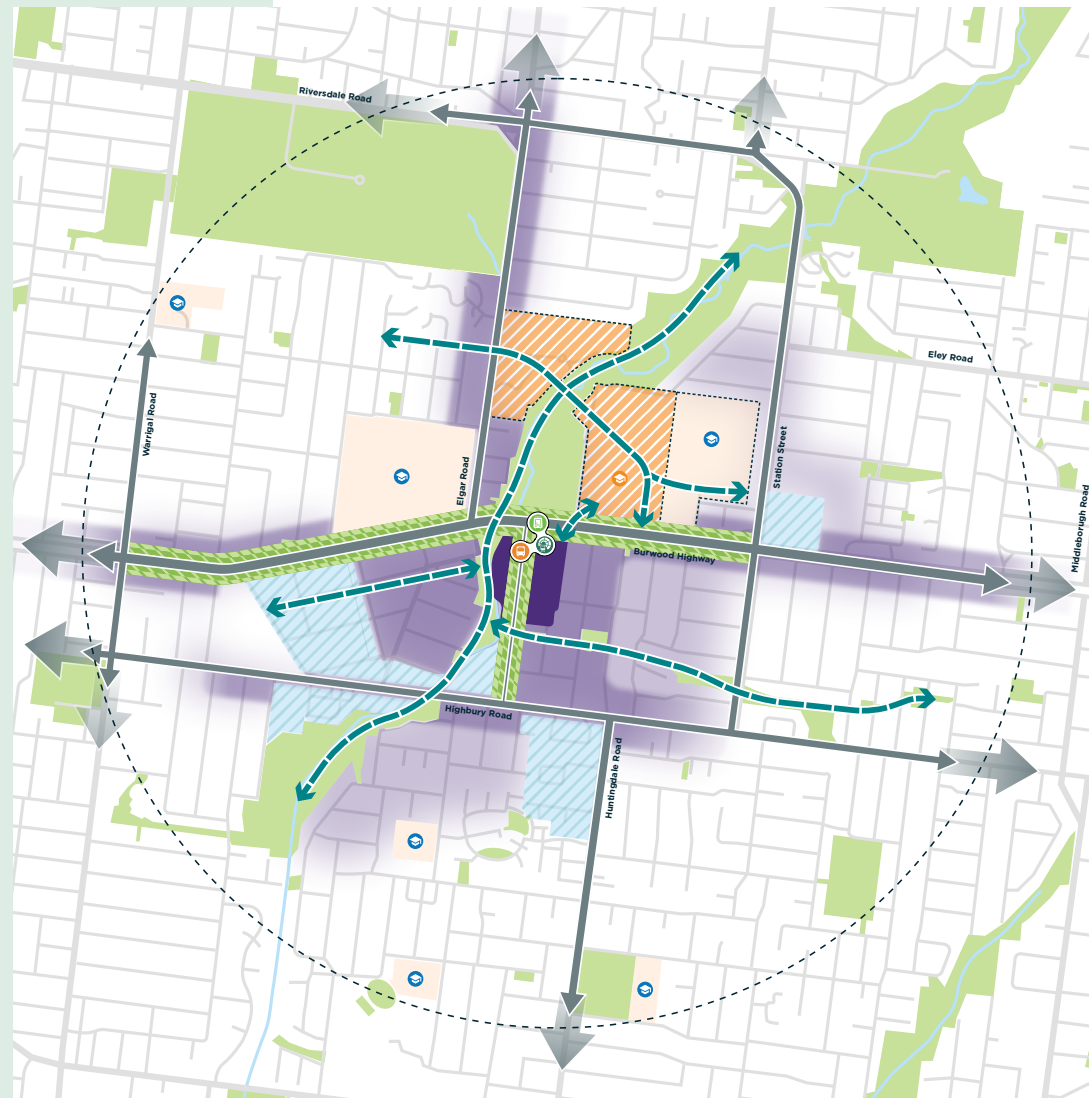 Riversdale Road
Eley Road
Warrigal Road
Elgar Road
Station Street
Middleborough Road
Burwood Highway
Highbury Road
Huntingdale Road